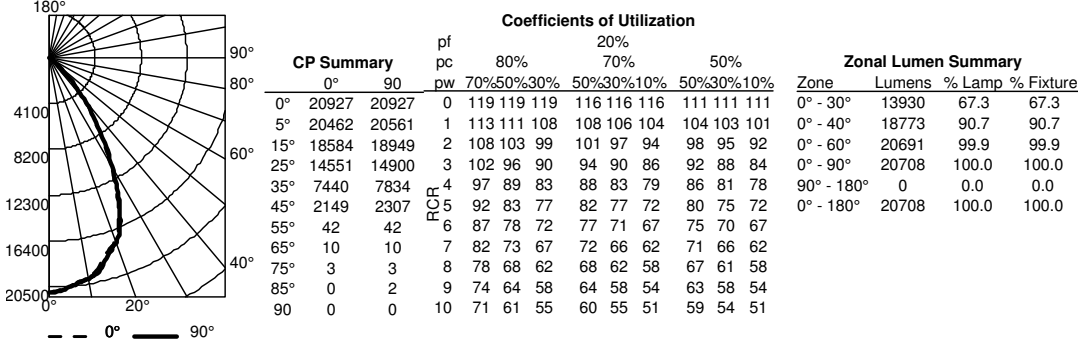 180°
90°
80°
60°
40°
4100
8200
12300
16400
20500
0° 20°
0° 90°
CP Summary
0° 90
0° 20927 20927
5° 20462 20561
15° 18584 18949
25° 14551 14900
35° 7440 7834
45° 2149 2307
55° 42 42
65° 10 10
75° 3 3
85° 0 2
90 0 0
Coefficients of Utilization
pf 20%
pc 80% 70% 50%
pw 70%50%30% 50%30%10% 50%30%10%
RCR
0 119 119 119 116 116 116 111 111 111
1 113 111 108 108 106 104 104 103 101
2 108 103 99 101 97 94 98 95 92
3 102 96 90 94 90 86 92 88 84
4 97 89 83 88 83 79 86 81 78
5 92 83 77 82 77 72 80 75 72
6 87 78 72 77 71 67 75 70 67
7 82 73 67 72 66 62 71 66 62
8 78 68 62 68 62 58 67 61 58
9 74 64 58 64 58 54 63 58 54
10 71 61 55 60 55 51 59 54 51
Zonal Lumen Summary
Zone Lumens % Lamp % Fixture
0° - 30° 13930 67.3 67.3
0° - 40° 18773 90.7 90.7
0° - 60° 20691 99.9 99.9
0° - 90° 20708 100.0 100.0
90° - 180° 0 0.0 0.0
0° - 180° 20708 100.0 100.0